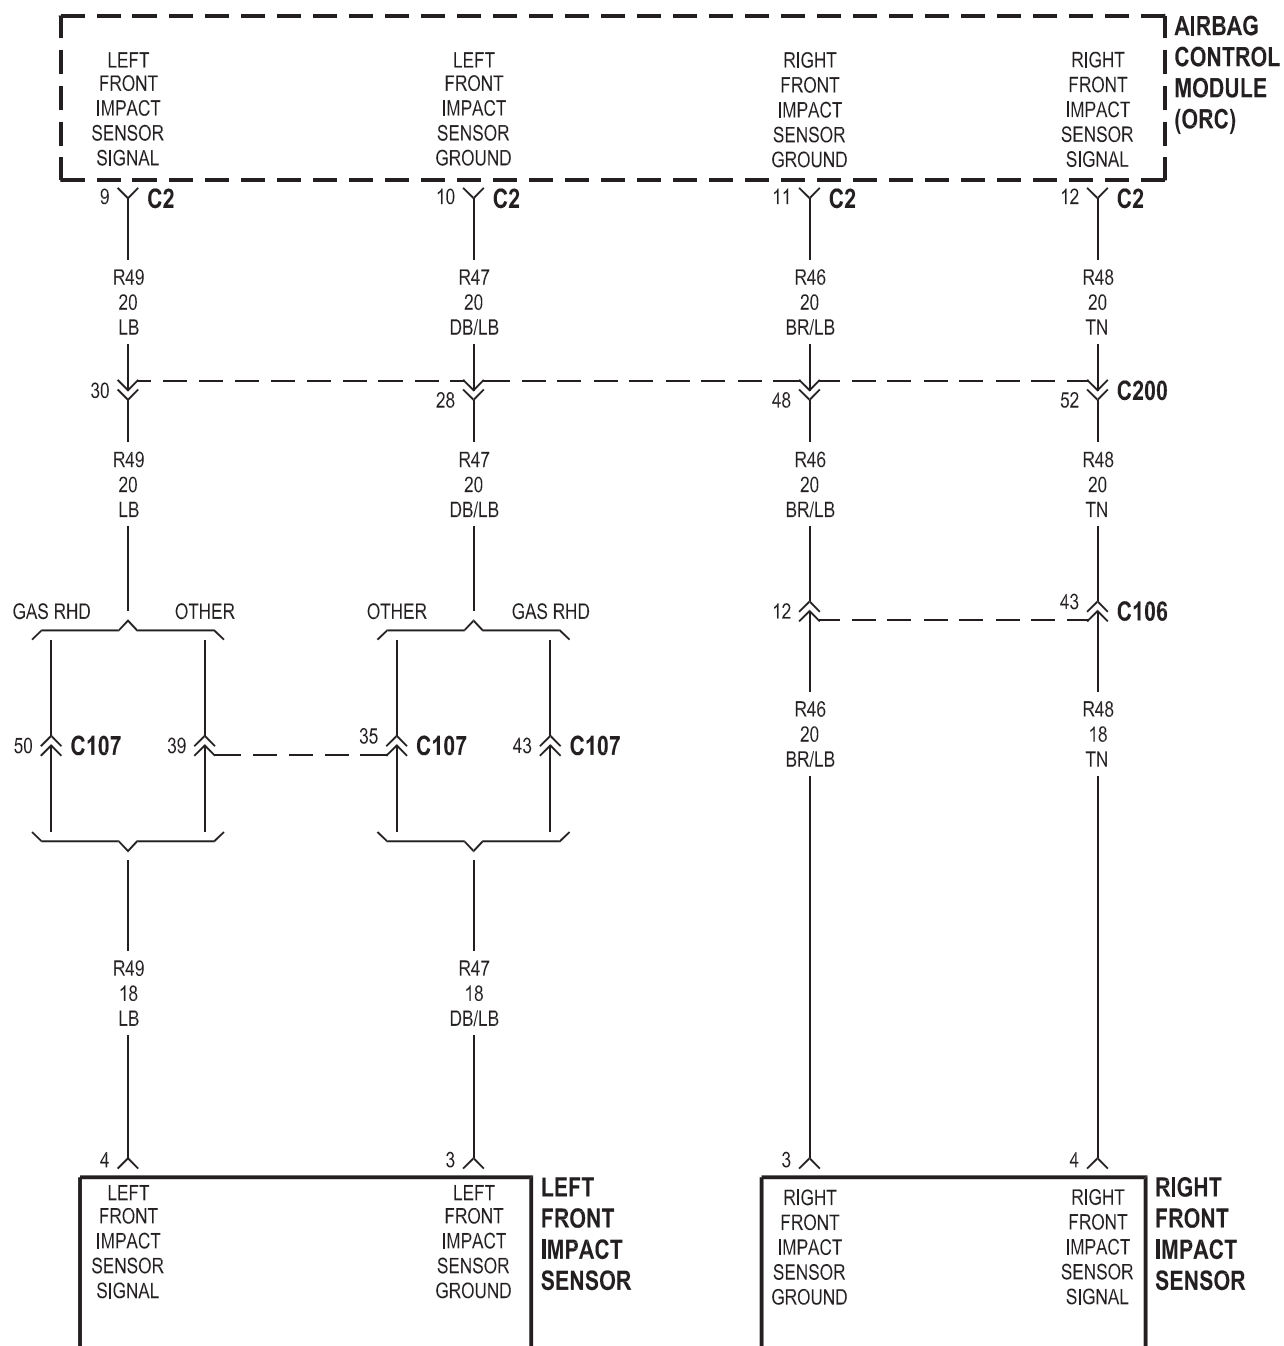 AIRBAG
CONTROL
MODULE
(ORC)
LEFT
FRONT
IMPACT
SENSOR
SIGNAL
LEFT
FRONT
IMPACT
SENSOR
GROUND
RIGHT
FRONT
IMPACT
SENSOR
GROUND
RIGHT
FRONT
IMPACT
SENSOR
SIGNAL
9 C2
10 C2
11 C2
12 C2
R49
20
LB
R47
20
DB/LB
R46
20
BR/LB
R48
20
TN
30
28
48
52
C200
R49
20
LB
R47
20
DB/LB
R46
20
BR/LB
R48
20
TN
GAS RHD
OTHER
OTHER
GAS RHD
12
43
C106
50 C107
39
35 C107
43 C107
R46
20
BR/LB
R48
18
TN
R49
18
LB
R47
18
DB/LB
4
3
3
4
LEFT
FRONT
IMPACT
SENSOR
SIGNAL
LEFT
FRONT
IMPACT
SENSOR
GROUND
LEFT
FRONT
IMPACT
SENSOR
RIGHT
FRONT
IMPACT
SENSOR
GROUND
RIGHT
FRONT
IMPACT
SENSOR
SIGNAL
RIGHT
FRONT
IMPACT
SENSOR